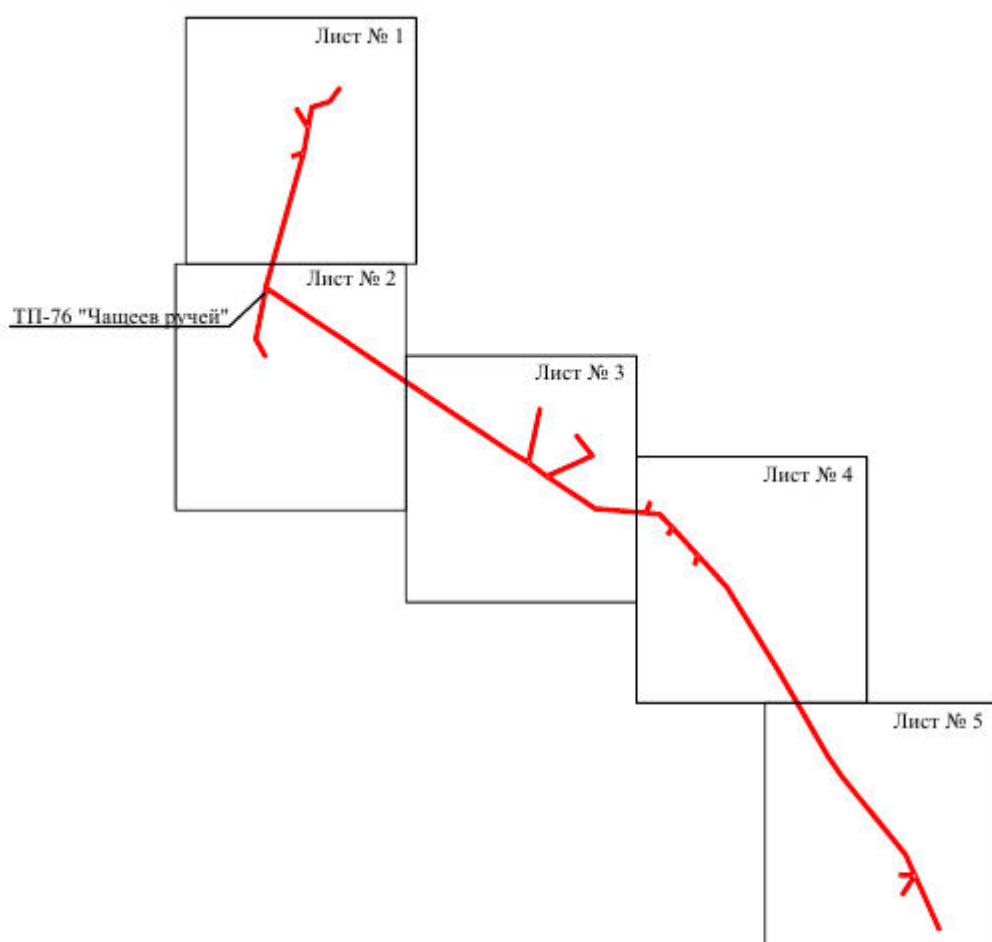 Лист № 1
Лист № 2
ТП-76 "Чащеев ручей"
Лист № 3
Лист № 4
Лист № 5